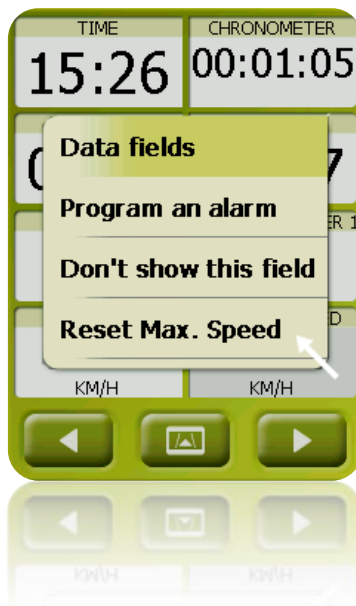 TIME
CHRONOMETER
15:26
00:01:05
Data fields
Program an alarm
Don't show this field
Reset Max. Speed
KM/H
KM/H